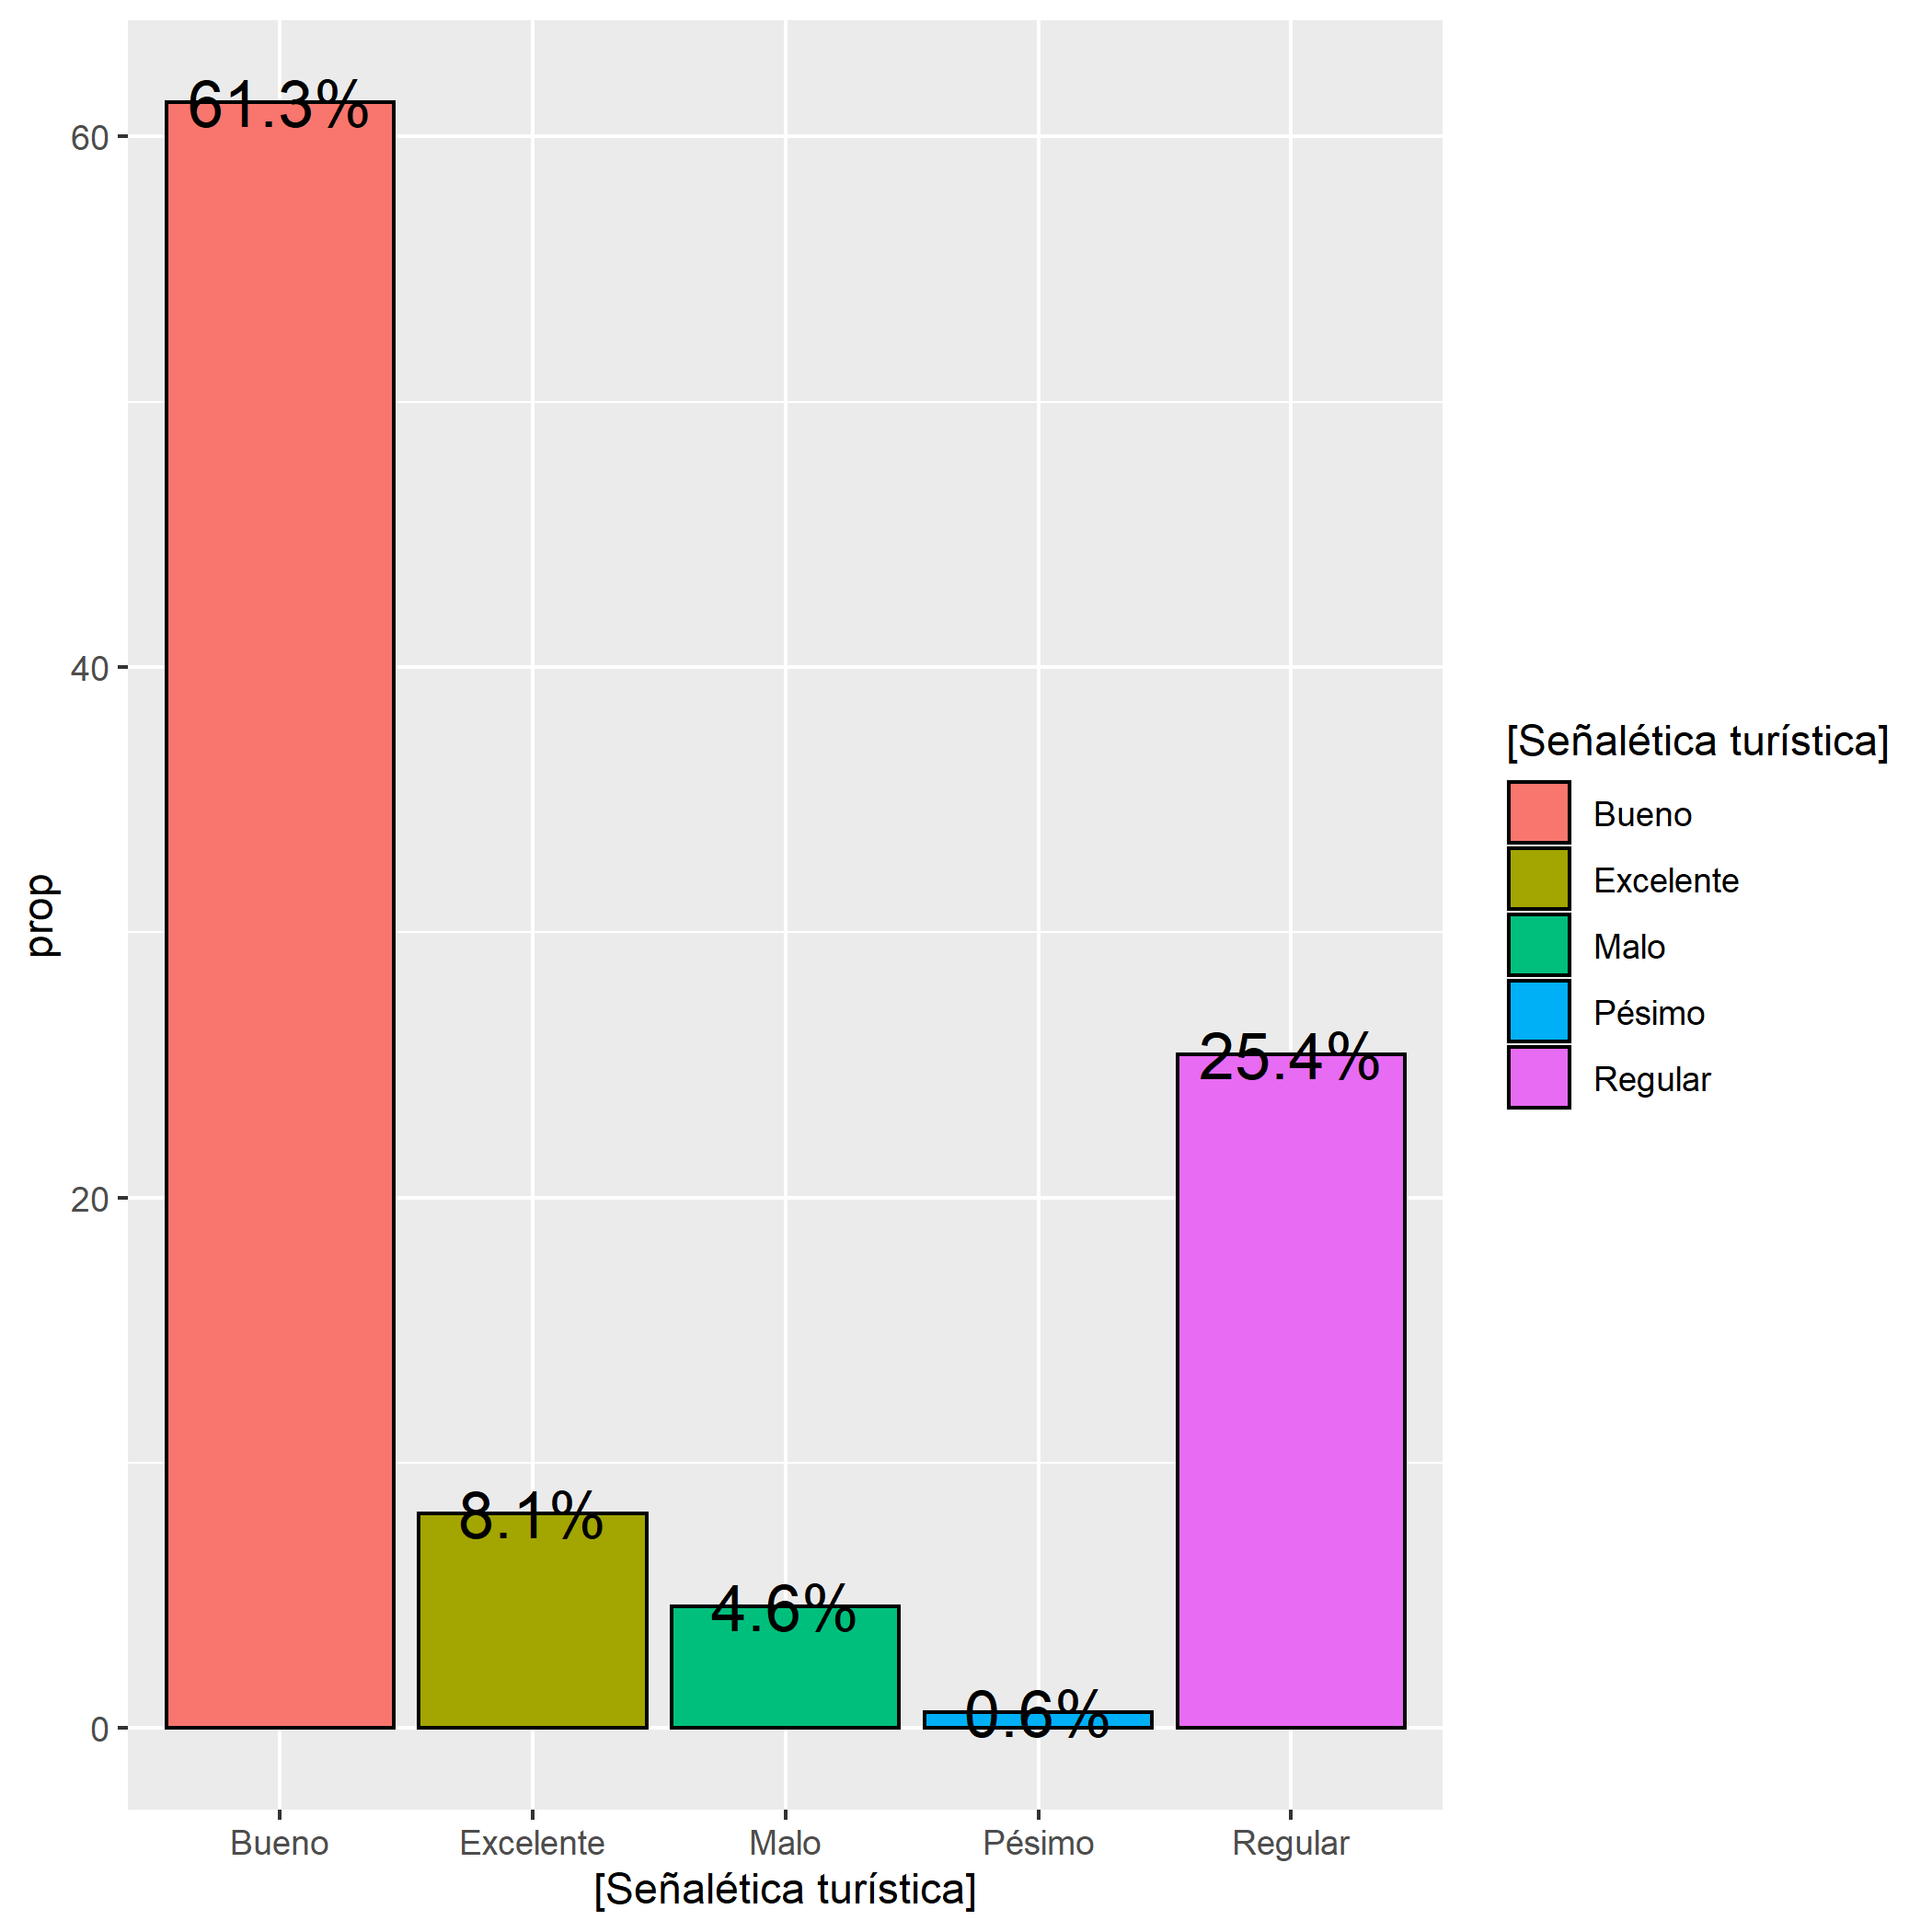 61.3%
60
40
[Señalética turística]
Bueno
Excelente
prop
Malo
Pésimo
25.4%
Regular
20
8.1%
4.6%
0.6%
0
Bueno Excelente Malo Pésimo Regular
[Señalética turística]